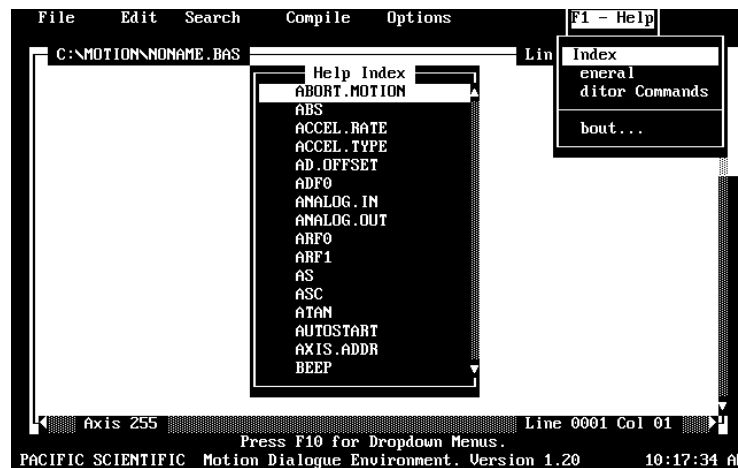 File Edit Search Compile Options F1 - Help
C:\MOTION\NONAME.BAS Lin
Index
eneral
ditor Commands
bout...
Help Index
ABORT.MOTION
ABS
ACCEL.RATE
ACCEL.TYPE
AD.OFFSET
ADF0
ANALOG.IN
ANALOG.OUT
ARF0
ARF1
AS
ASC
ATAN
AUTOSTART
AXIS.ADDR
BEEP
Axis 255 Line 0001 Col 01
Press F10 for Dropdown Menus.
PACIFIC SCIENTIFIC Motion Dialogue Environment. Version 1.20 10:17:34 A